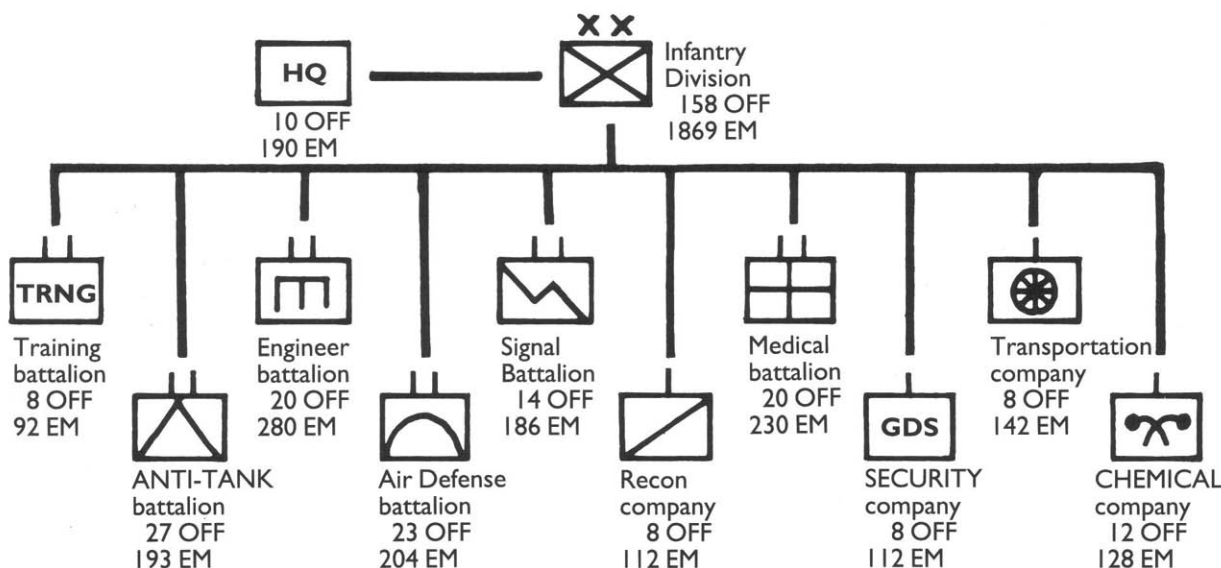 X X
HQ
10 OFF
190 EM
Infantry
Division
158 OFF
1869 EM
TRNG
Training
battalion
8 OFF
92 EM
ANTI-TANK
battalion
27 OFF
193 EM
Engineer
battalion
20 OFF
280 EM
Air Defense
battalion
23 OFF
204 EM
Signal
Battalion
14 OFF
186 EM
Recon
company
8 OFF
112 EM
Medical
battalion
20 OFF
230 EM
GDS
SECURITY
company
8 OFF
112 EM
Transportation
company
8 OFF
142 EM
CHEMICAL
company
12 OFF
128 EM